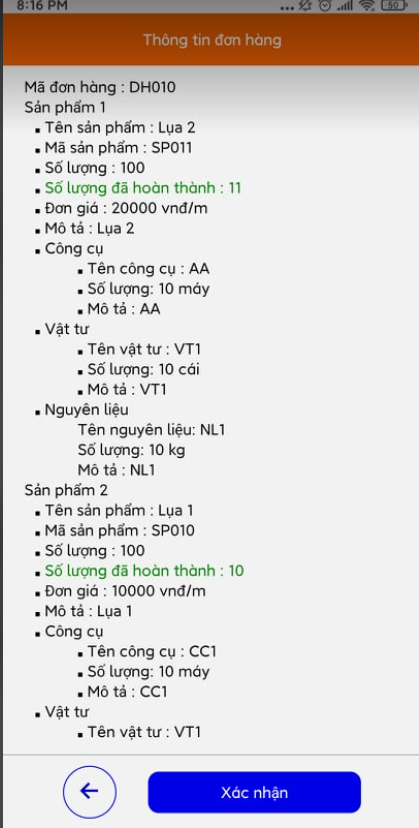 8:16 PM
50
Thông tin đơn hàng
Mã đơn hàng : DH010
Sản phẩm 1
Tên sản phẩm : Lụa 2
Mã sản phẩm : SP011
Số lượng : 100
Số lượng đã hoàn thành : 11
Đơn giá : 20000 vnđ/m
Mô tả : Lụa 2
Công cụ
Tên công cụ : AA
Số lượng: 10 máy
Mô tả : AA
Vật tư
Tên vật tư : VT1
Số lượng: 10 cái
Mô tả : VT1
Nguyên liệu
Tên nguyên liệu: NL1
Số lượng: 10 kg
Mô tả : NL1
Sản phẩm 2
Tên sản phẩm : Lụa 1
Mã sản phẩm : SP010
Số lượng : 100
Số lượng đã hoàn thành : 10
Đơn giá : 10000 vnđ/m
Mô tả : Lụa 1
Công cụ
Tên công cụ : CC1
Số lượng: 10 máy
Mô tả : CC1
Vật tư
Tên vật tư : VT1
Xác nhận